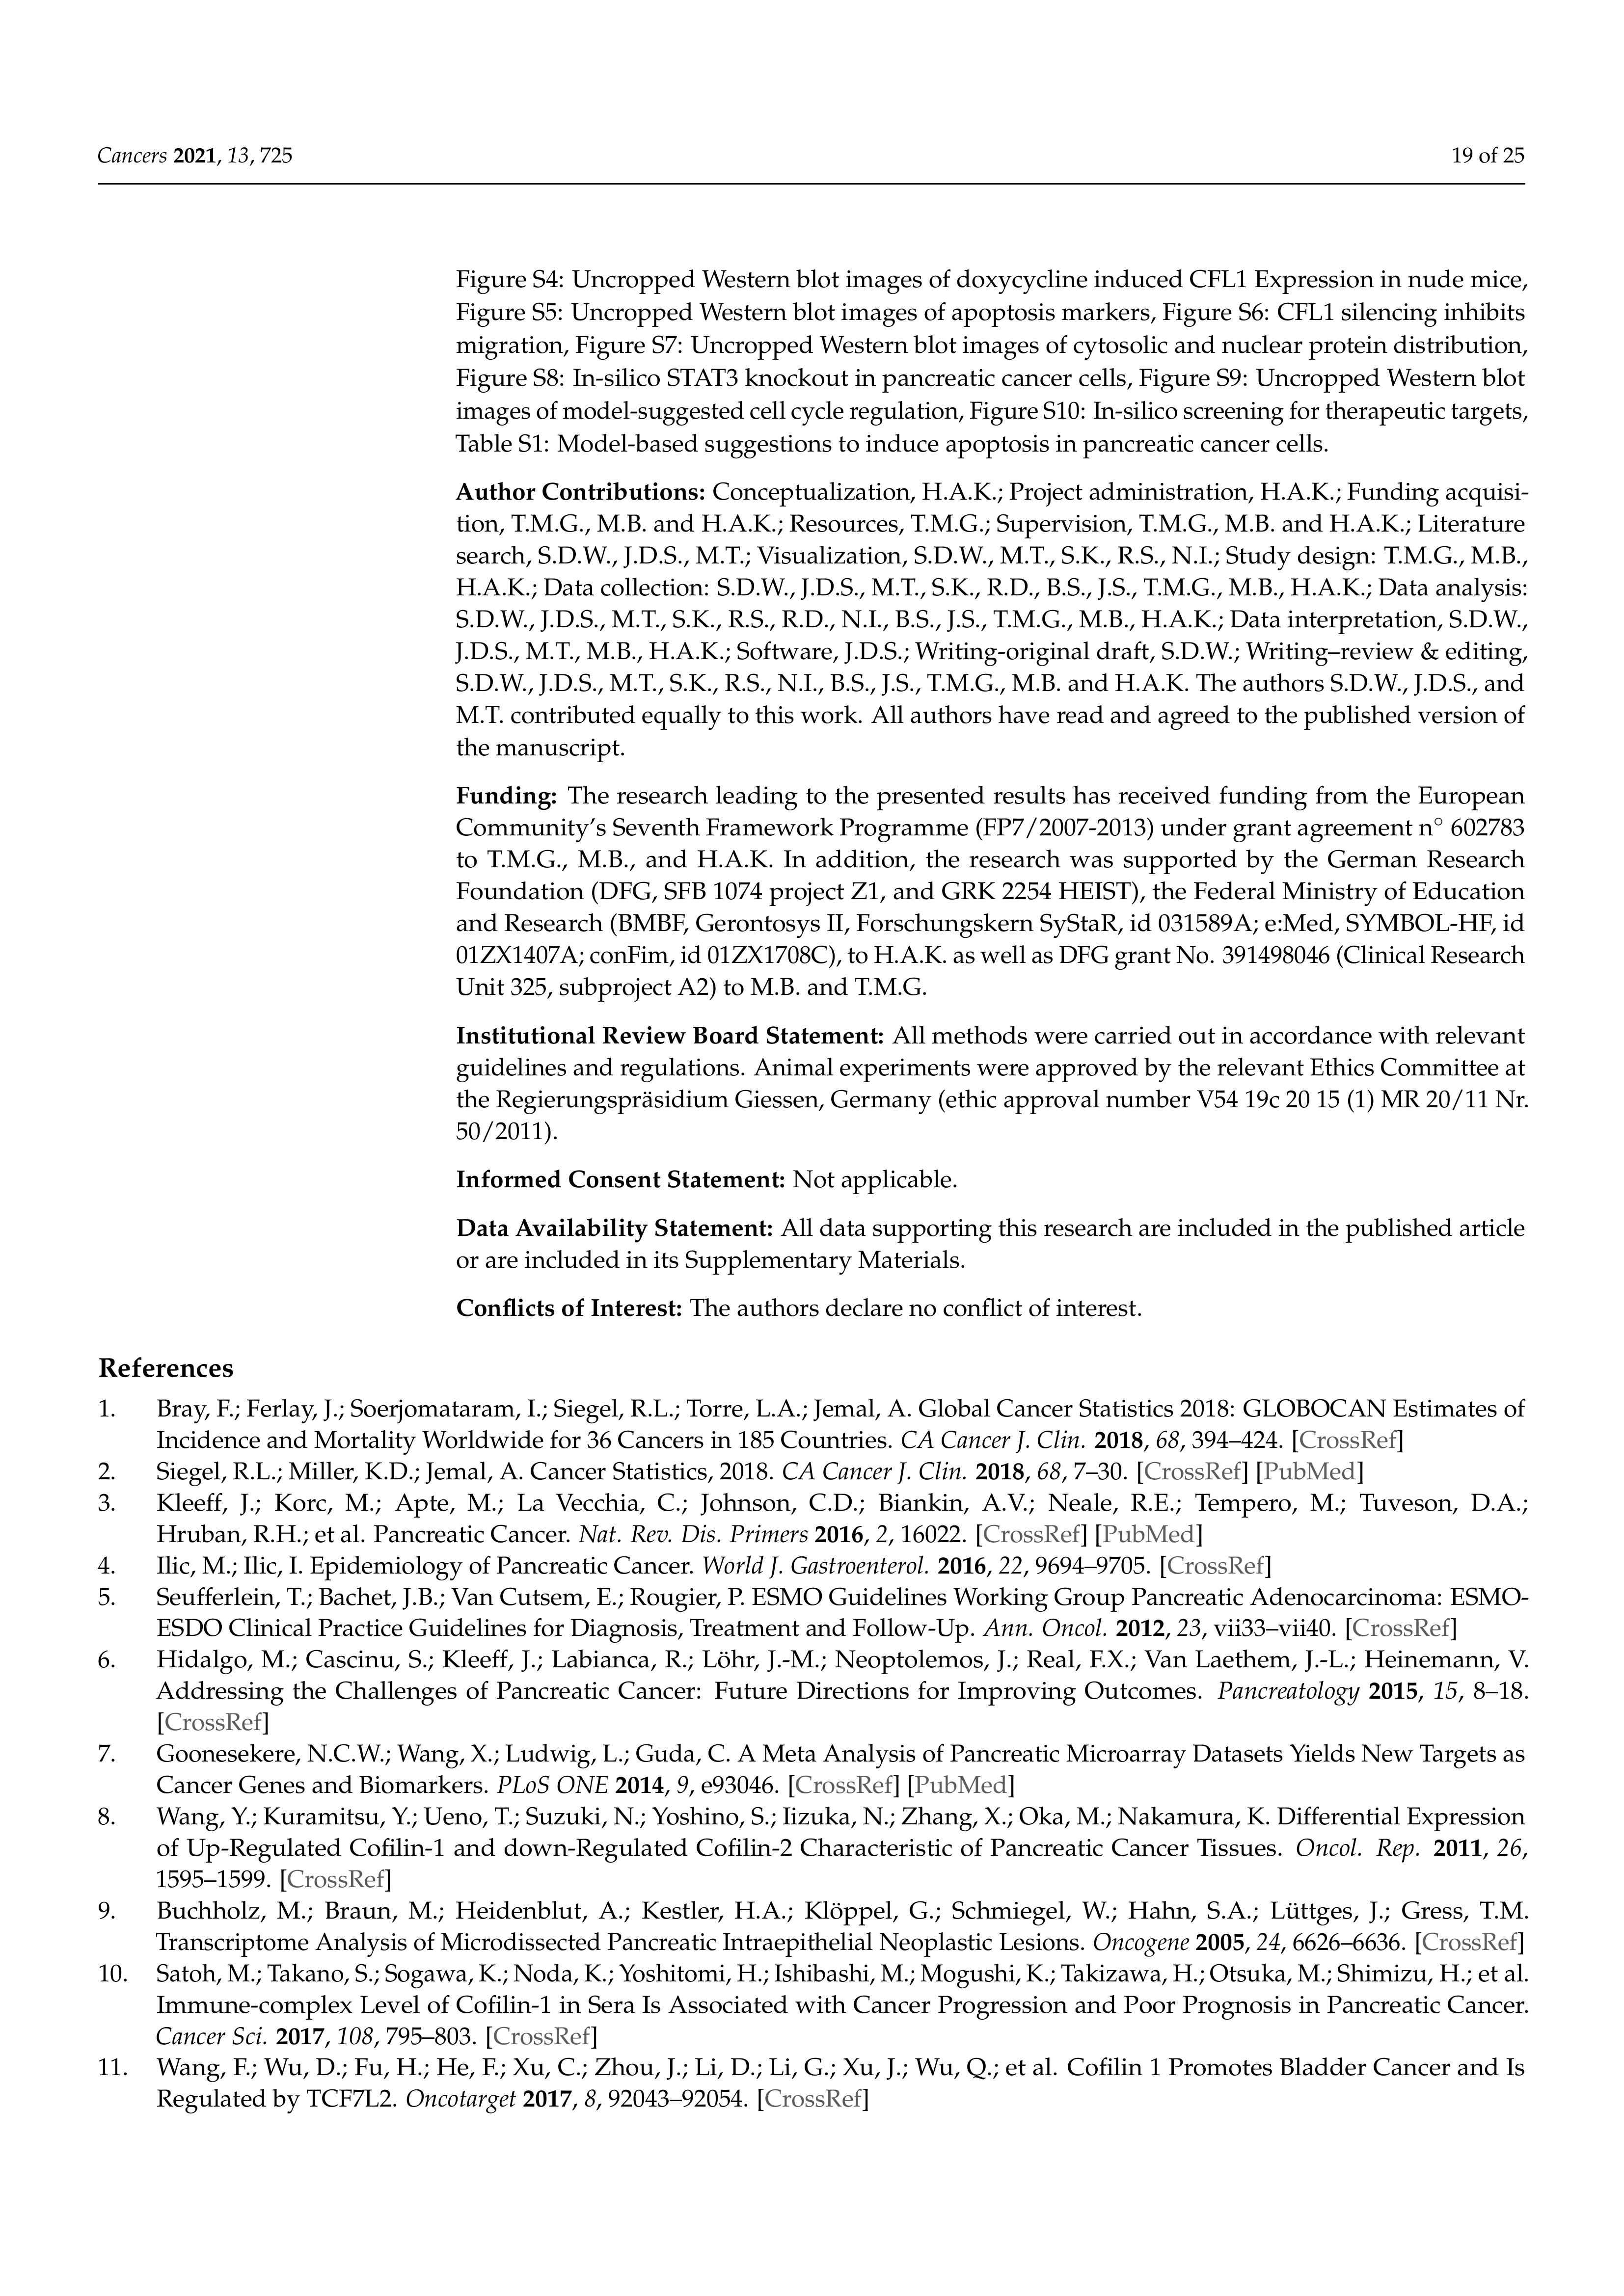 Cancers 2021, 13, 725
19 of 25
Figure S4: Uncropped Western blot images of doxycycline induced CFL1 Expression in nude mice,
Figure S5: Uncropped Western blot images of apoptosis markers, Figure S6: CFL1 silencing inhibits
migration, Figure S7: Uncropped Western blot images of cytosolic and nuclear protein distribution,
Figure S8: In-silico STAT3 knockout in pancreatic cancer cells, Figure S9: Uncropped Western blot
images of model-suggested cell cycle regulation, Figure S10: In-silico screening for therapeutic targets,
Table S1: Model-based suggestions to induce apoptosis in pancreatic cancer cells.
Author Contributions: Conceptualization, H.A.K.; Project administration, H.A.K.; Funding acquisi-
tion, T.M.G., M.B. and H.A.K.; Resources, T.M.G.; Supervision, T.M.G., M.B. and H.A.K.; Literature
search, S.D.W., J.D.S., M.T.; Visualization, S.D.W., M.T., S.K., R.S., N.I.; Study design: T.M.G., M.B.,
H.A.K.; Data collection: S.D.W., J.D.S., M.T., S.K., R.D., B.S., J.S., T.M.G., M.B., H.A.K.; Data analysis:
S.D.W., J.D.S., M.T., S.K., R.S., R.D., N.I., B.S., J.S., T.M.G., M.B., H.A.K.; Data interpretation, S.D.W.,
J.D.S., M.T., M.B., H.A.K.; Software, J.D.S.; Writing-original draft, S.D.W.; Writing–review & editing,
S.D.W., J.D.S., M.T., S.K., R.S., N.I., B.S., J.S., T.M.G., M.B. and H.A.K. The authors S.D.W., J.D.S., and
M.T. contributed equally to this work. All authors have read and agreed to the published version of
the manuscript.
Funding: The research leading to the presented results has received funding from the European
Community's Seventh Framework Programme (FP7/2007-2013) under grant agreement n° 602783
to T.M.G., M.B., and H.A.K. In addition, the research was supported by the German Research
Foundation (DFG, SFB 1074 project Z1, and GRK 2254 HEIST), the Federal Ministry of Education
and Research (BMBF, Gerontosys II, Forschungskern SyStaR, id 031589A; e:Med, SYMBOL-HF, id
01ZX1407A; conFim, id 01ZX1708C), to H.A.K. as well as DFG grant No. 391498046 (Clinical Research
Unit 325, subproject A2) to M.B. and T.M.G.
Institutional Review Board Statement: All methods were carried out in accordance with relevant
guidelines and regulations. Animal experiments were approved by the relevant Ethics Committee at
the Regierungspräsidium Giessen, Germany (ethic approval number V54 19c 20 15 (1) MR 20/11 Nr.
50/2011).
Informed Consent Statement: Not applicable.
Data Availability Statement: All data supporting this research are included in the published article
or are included in its Supplementary Materials.
Conflicts of Interest: The authors declare no conflict of interest.
References
1. Bray, F.; Ferlay, J.; Soerjomataram, I.; Siegel, R.L.; Torre, L.A.; Jemal, A. Global Cancer Statistics 2018: GLOBOCAN Estimates of
Incidence and Mortality Worldwide for 36 Cancers in 185 Countries. CA Cancer J. Clin. 2018, 68, 394–424. [CrossRef]
2. Siegel, R.L.; Miller, K.D.; Jemal, A. Cancer Statistics, 2018. CA Cancer J. Clin. 2018, 68, 7–30. [CrossRef] [PubMed]
3. Kleeff, J.; Korc, M.; Apte, M.; La Vecchia, C.; Johnson, C.D.; Biankin, A.V.; Neale, R.E.; Tempero, M.; Tuveson, D.A.;
Hruban, R.H.; et al. Pancreatic Cancer. Nat. Rev. Dis. Primers 2016, 2, 16022. [CrossRef] [PubMed]
4. Ilic, M.; Ilic, I. Epidemiology of Pancreatic Cancer. World J. Gastroenterol. 2016, 22, 9694–9705. [CrossRef]
5. Seufferlein, T.; Bachet, J.B.; Van Cutsem, E.; Rougier, P. ESMO Guidelines Working Group Pancreatic Adenocarcinoma: ESMO-
ESDO Clinical Practice Guidelines for Diagnosis, Treatment and Follow-Up. Ann. Oncol. 2012, 23, vii33–vii40. [CrossRef]
6. Hidalgo, M.; Cascinu, S.; Kleeff, J.; Labianca, R.; Löhr, J.-M.; Neoptolemos, J.; Real, F.X.; Van Laethem, J.-L.; Heinemann, V.
Addressing the Challenges of Pancreatic Cancer: Future Directions for Improving Outcomes. Pancreatology 2015, 15, 8–18.
[CrossRef]
7. Goonesekere, N.C.W.; Wang, X.; Ludwig, L.; Guda, C. A Meta Analysis of Pancreatic Microarray Datasets Yields New Targets as
Cancer Genes and Biomarkers. PLoS ONE 2014, 9, e93046. [CrossRef] [PubMed]
8. Wang, Y.; Kuramitsu, Y.; Ueno, T.; Suzuki, N.; Yoshino, S.; Iizuka, N.; Zhang, X.; Oka, M.; Nakamura, K. Differential Expression
of Up-Regulated Cofilin-1 and down-Regulated Cofilin-2 Characteristic of Pancreatic Cancer Tissues. Oncol. Rep. 2011, 26,
1595–1599. [CrossRef]
9. Buchholz, M.; Braun, M.; Heidenblut, A.; Kestler, H.A.; Klöppel, G.; Schmiegel, W.; Hahn, S.A.; Lüttges, J.; Gress, T.M.
Transcriptome Analysis of Microdissected Pancreatic Intraepithelial Neoplastic Lesions. Oncogene 2005, 24, 6626–6636. [CrossRef]
10. Satoh, M.; Takano, S.; Sogawa, K.; Noda, K.; Yoshitomi, H.; Ishibashi, M.; Mogushi, K.; Takizawa, H.; Otsuka, M.; Shimizu, H.; et al.
Immune-complex Level of Cofilin-1 in Sera Is Associated with Cancer Progression and Poor Prognosis in Pancreatic Cancer.
Cancer Sci. 2017, 108, 795–803. [CrossRef]
11. Wang, F.; Wu, D.; Fu, H.; He, F.; Xu, C.; Zhou, J.; Li, D.; Li, G.; Xu, J.; Wu, Q.; et al. Cofilin 1 Promotes Bladder Cancer and Is
Regulated by TCF7L2. Oncotarget 2017, 8, 92043–92054. [CrossRef]